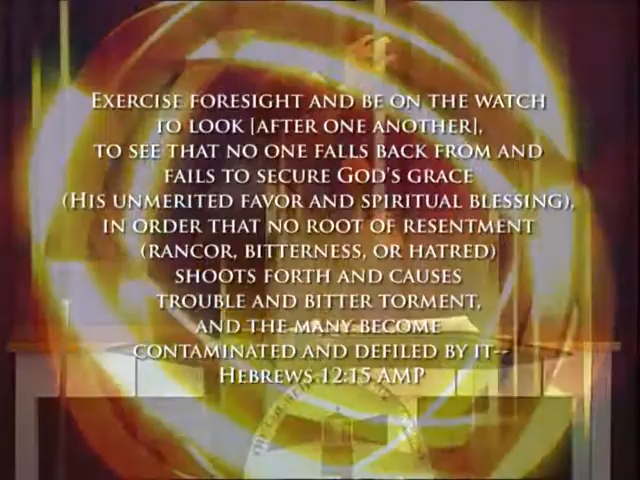 Exercise foresight and be on the watch
to look [after one another],
to see that no one falls back from and
fails to secure God's grace
(His unmerited favor and spiritual blessing),
in order that no root of resentment
(rancor, bitterness, or hatred)
shoots forth and causes
trouble and bitter torment,
and the many become
contaminated and defiled by it--
Hebrews 12:15 AMP